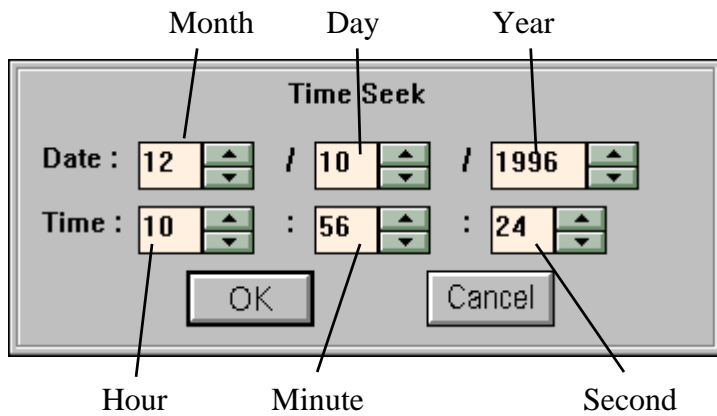 Month Day Year
Time Seek
Date : 12 / 10 / 1996
Time : 10 : 56 : 24
OK Cancel
Hour Minute Second